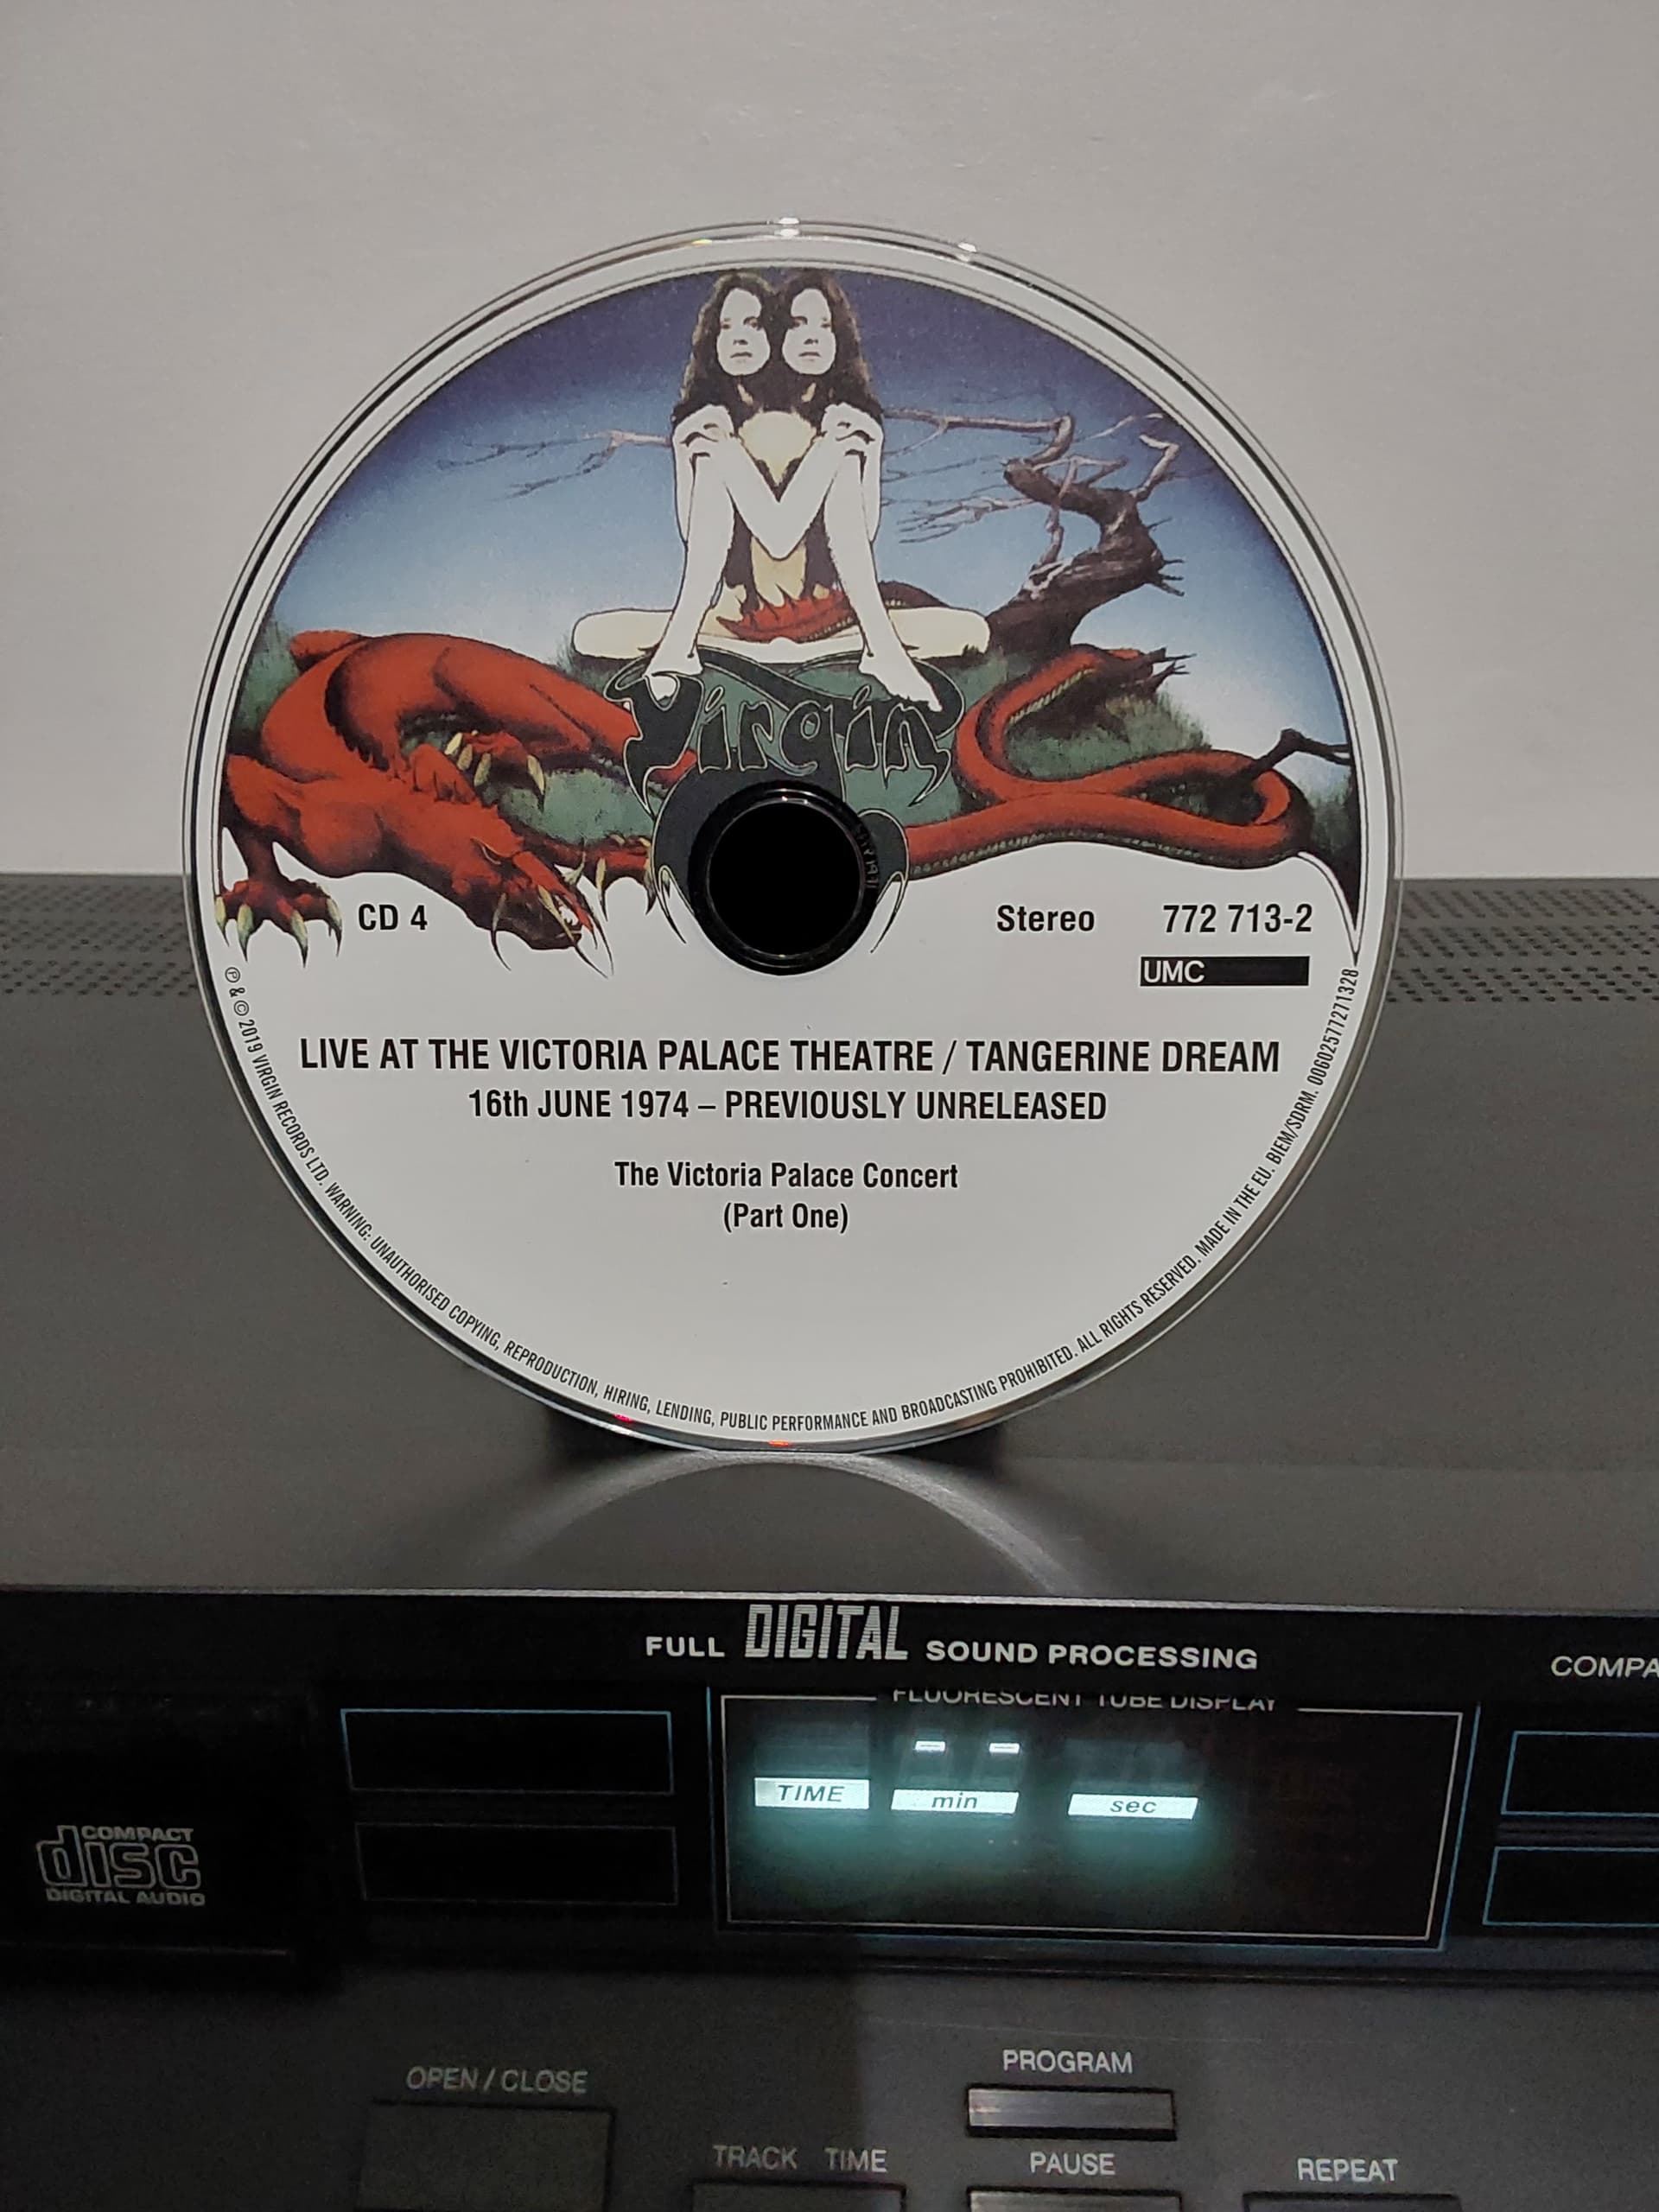 Virgin
CD 4
Stereo 772 713-2
UMC
LIVE AT THE VICTORIA PALACE THEATRE / TANGERINE DREAM
16th JUNE 1974 – PREVIOUSLY UNRELEASED
The Victoria Palace Concert
(Part One)
℗ & © 2019 VIRGIN RECORDS LTD. WARNING: UNAUTHORISED COPYING, REPRODUCTION, HIRING, LENDING, PUBLIC PERFORMANCE AND BROADCASTING PROHIBITED. ALL RIGHTS RESERVED. MADE IN THE EU. BIEM/SDRM. 00602577271328
FULL DIGITAL SOUND PROCESSING
COMPA
FLUORESCENT TUBE DISPLAY
TIME min sec
COMPACT
disc
DIGITAL AUDIO
OPEN / CLOSE
PROGRAM
TRACK TIME
PAUSE
REPEAT